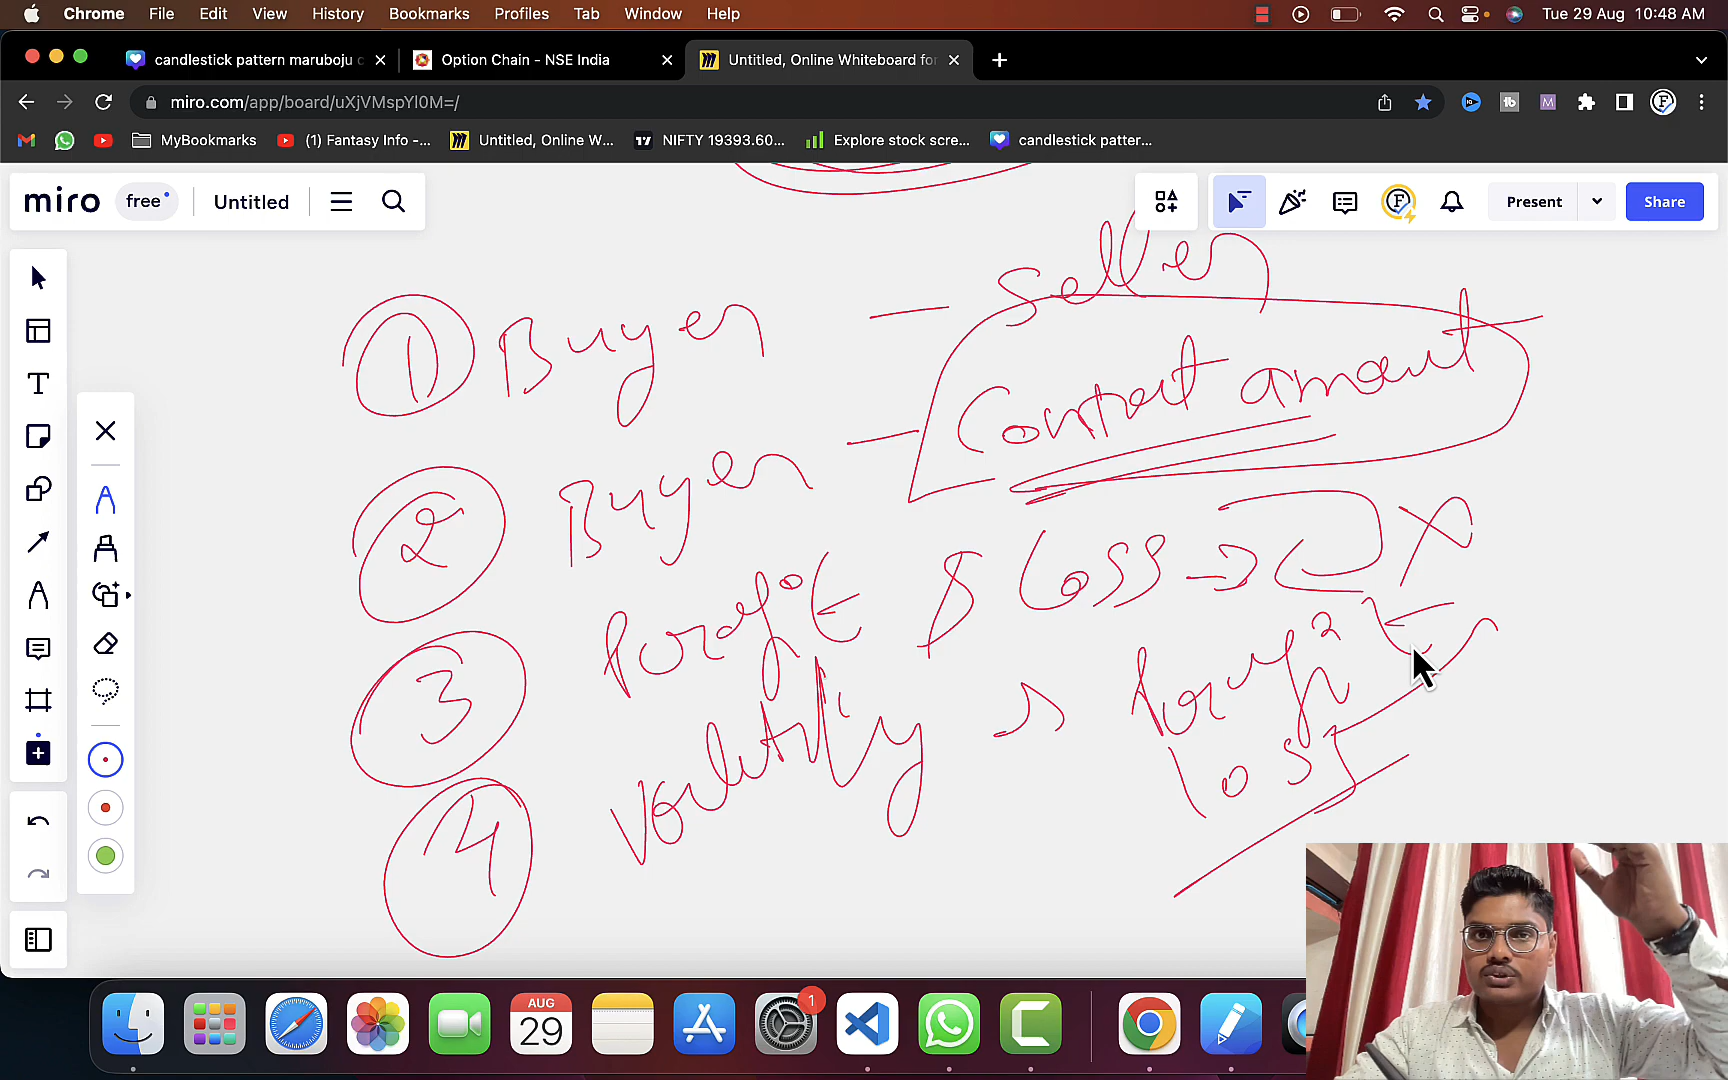 Chrome File Edit View History Bookmarks Profiles Tab Window Help Tue 29 Aug 10:48 AM
candlestick pattern maruboju c Option Chain - NSE India Untitled, Online Whiteboard for
miro.com/app/board/uXjVMspYl0M=/
MyBookmarks (1) Fantasy Info -... Untitled, Online W... NIFTY 19393.60... Explore stock scre... candlestick patter...
miro free Untitled Present Share
1 Buyer — Seller
2 Buyer — Contract amount
3 Profit & Loss → X
4 Volatility → Profit
Loss
AUG
29
1